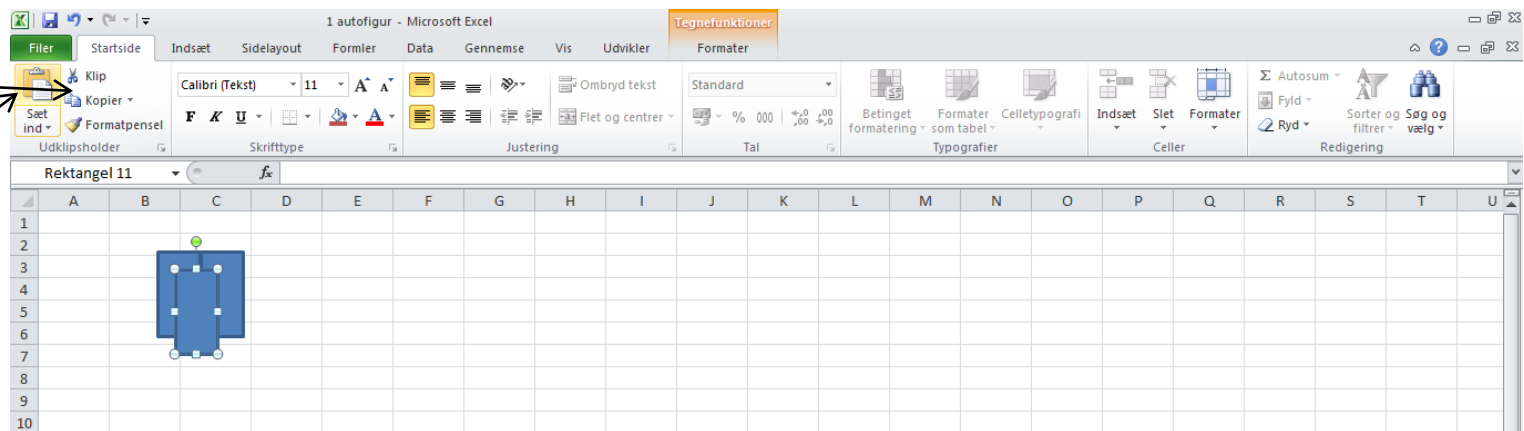 1 autofigur - Microsoft Excel
Tegnefunktioner
Filer Startside Indsæt Sidelayout Formler Data Gennemse Vis Udvikler Formater
Sæt ind
Klip
Kopier
Formatpensel
Udklipsholder
Calibri (Tekst) 11 A A
F K U A
Skrifttype
Ombryd tekst
Flet og centrer
Justering
Standard
% 000 ,00 ,00
Tal
Betinget formatering
Formater som tabel
Celletypografi
Typografier
Indsæt
Slet
Formater
Celler
Σ Autosum
Fyld
Ryd
Sorter og filtrer
Søg og vælg
Redigering
Rektangel 11 fx
A B C D E F G H I J K L M N O P Q R S T U
1
2
3
4
5
6
7
8
9
10